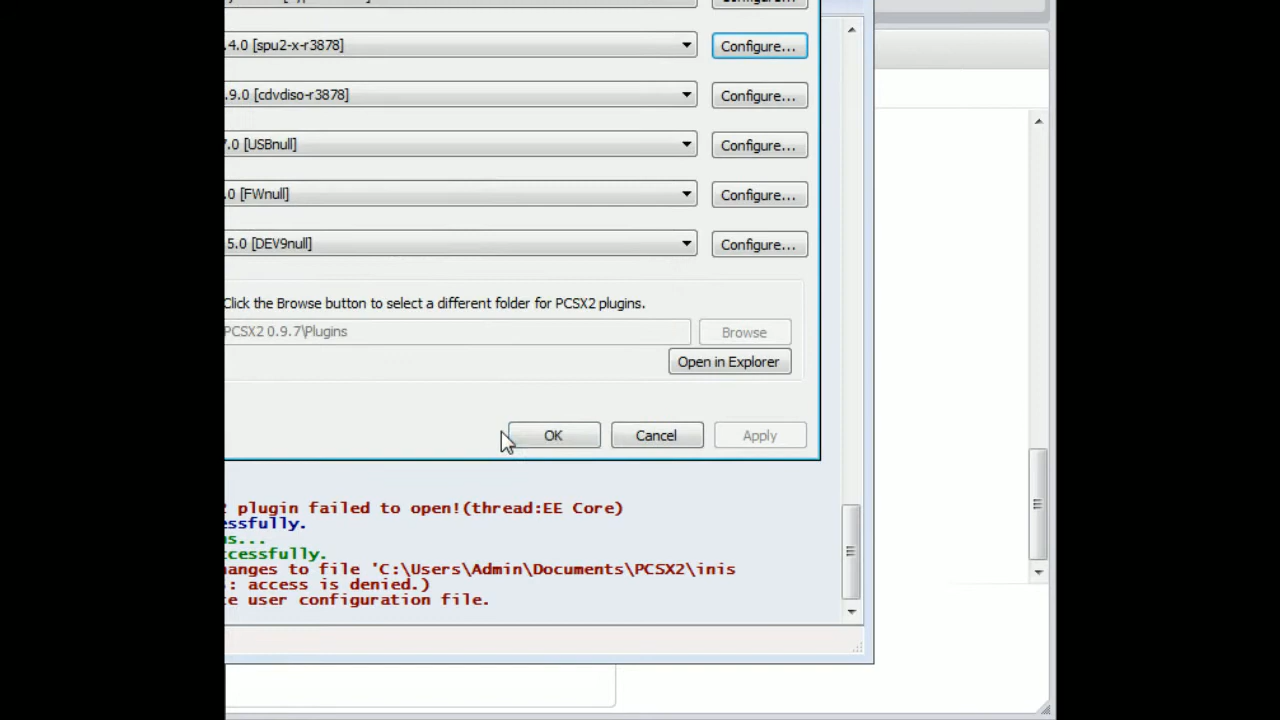 Configure...
.4.0 [spu2-x-r3878]
Configure...
.9.0 [cdvdiso-r3878]
Configure...
7.0 [USBnull]
Configure...
.0 [FWnull]
Configure...
5.0 [DEV9null]
Configure...
Click the Browse button to select a different folder for PCSX2 plugins.
PCSX2 0.9.7\Plugins
Browse
Open in Explorer
OK
Cancel
Apply
plugin failed to open!(thread:EE Core)
essfully.
ns...
ccessfully.
anges to file 'C:\Users\Admin\Documents\PCSX2\inis
: access is denied.)
te user configuration file.